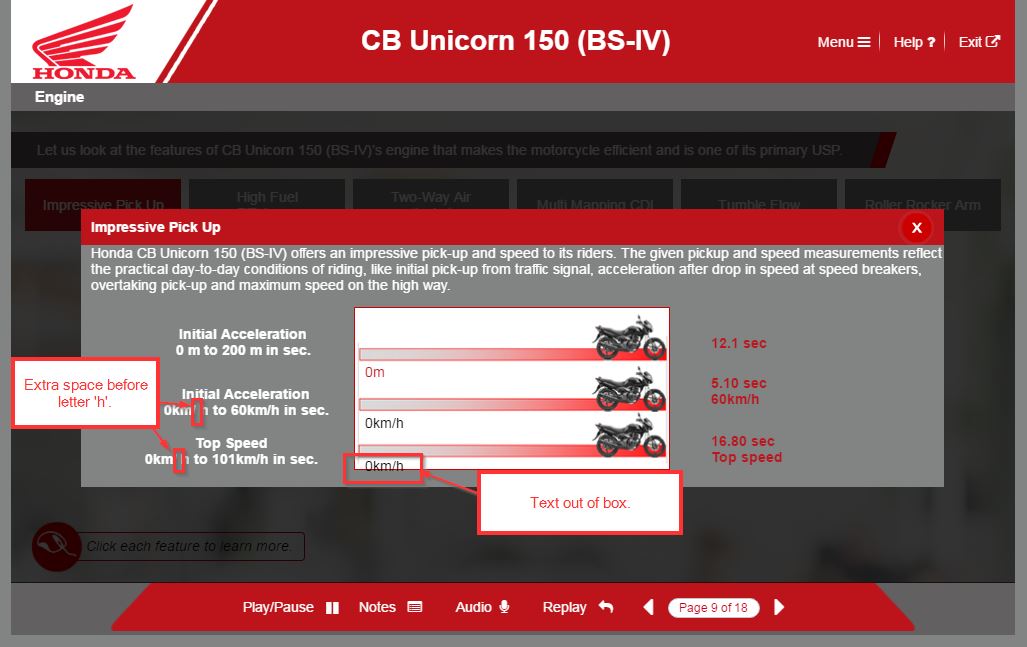 HONDA
CB Unicorn 150 (BS-IV)
Menu
Help ?
Exit
Engine
Let us look at the features of CB Unicorn 150 (BS-IV)'s engine that makes the motorcycle efficient and is one of its primary USP.
Impressive Pick Up
High Fuel
Two-Way Air
Multi Mapping CDI
Tumble Flow
Roller Rocker Arm
Impressive Pick Up
X
Honda CB Unicorn 150 (BS-IV) offers an impressive pick-up and speed to its riders. The given pickup and speed measurements reflect
the practical day-to-day conditions of riding, like initial pick-up from traffic signal, acceleration after drop in speed at speed breakers,
overtaking pick-up and maximum speed on the high way.
Initial Acceleration
0 m to 200 m in sec.
12.1 sec
0m
Extra space before
letter 'h'.
Initial Acceleration
0km/h to 60km/h in sec.
5.10 sec
60km/h
0km/h
Top Speed
0km/h to 101km/h in sec.
16.80 sec
Top speed
0km/h
Text out of box.
Click each feature to learn more.
Play/Pause
Notes
Audio
Replay
Page 9 of 18